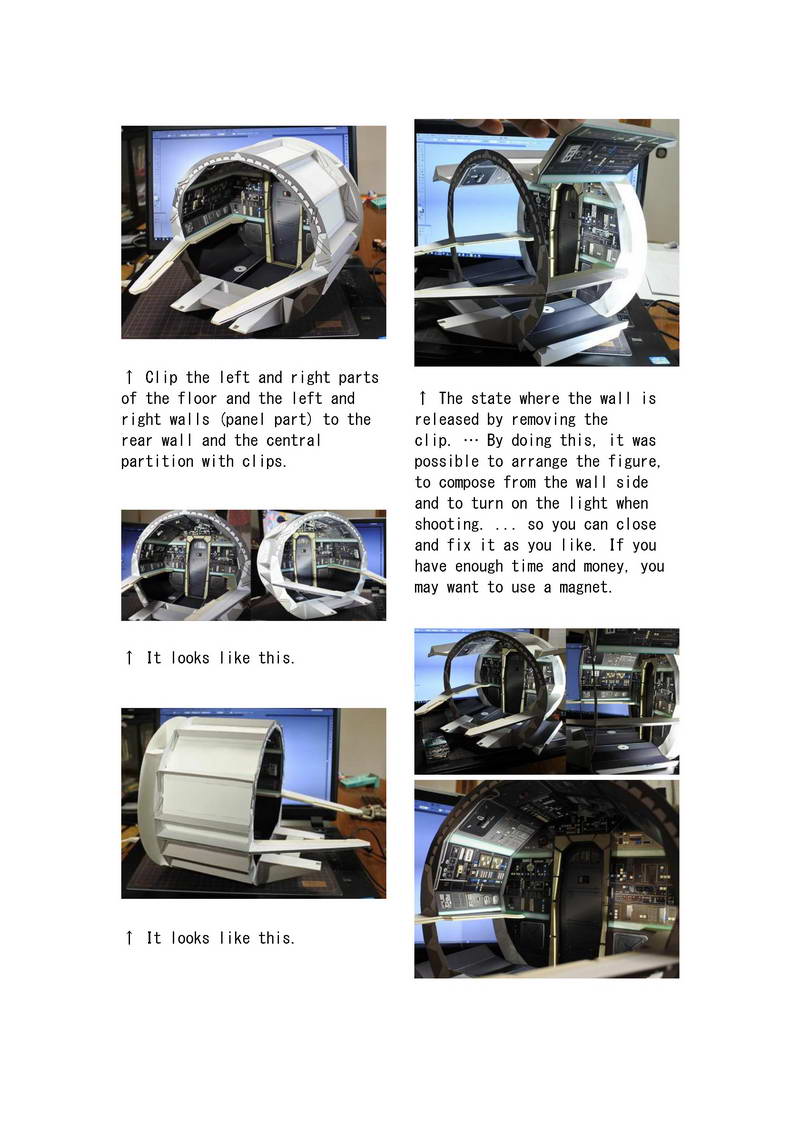 ↑ Clip the left and right parts
of the floor and the left and
right walls (panel part) to the
rear wall and the central
partition with clips.
↑ It looks like this.
↑ It looks like this.
↑ The state where the wall is
released by removing the
clip. … By doing this, it was
possible to arrange the figure,
to compose from the wall side
and to turn on the light when
shooting. ... so you can close
and fix it as you like. If you
have enough time and money, you
may want to use a magnet.